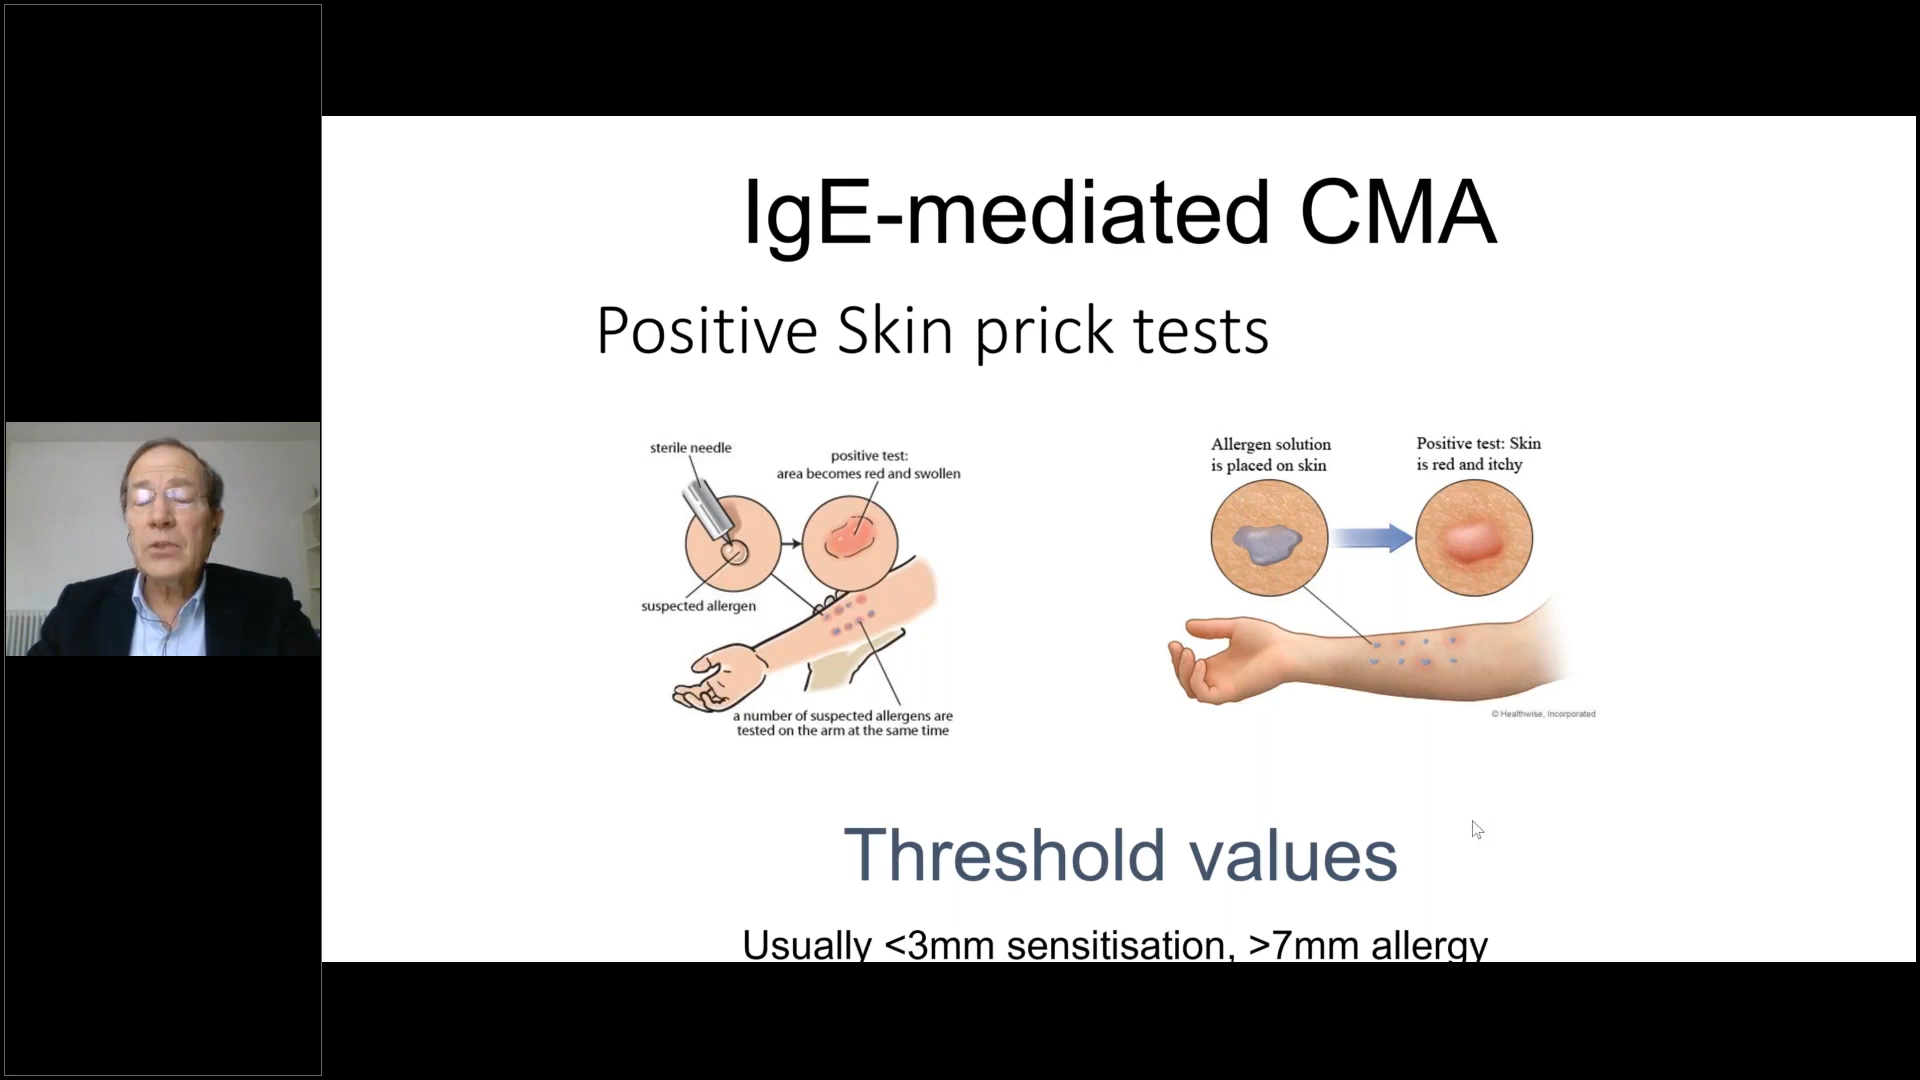 IgE-mediated CMA
Positive Skin prick tests
sterile needle
positive test:
area becomes red and swollen
suspected allergen
a number of suspected allergens are
tested on the arm at the same time
Allergen solution
is placed on skin
Positive test: Skin
is red and itchy
© Healthwise, Incorporated
Threshold values
Usually <3mm sensitisation, >7mm allergy